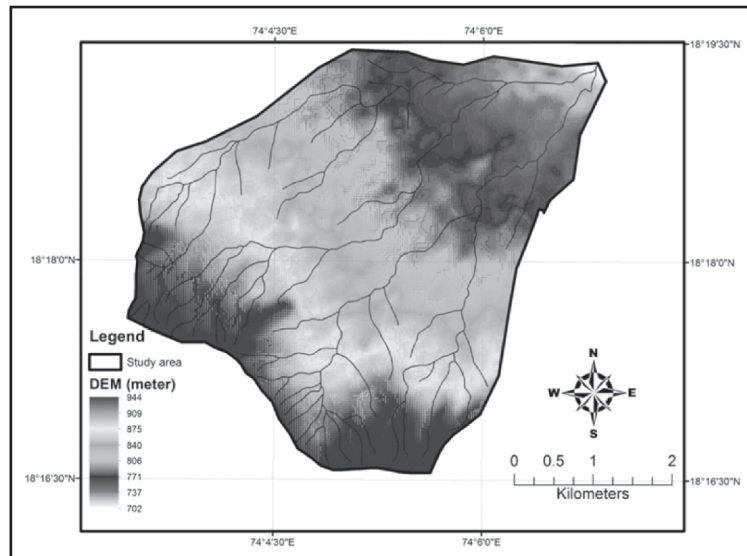 74°4'30"E 74°6'0"E
18°19'30"N
18°18'0"N 18°18'0"N
Legend
Study area
DEM (meter)
944
909
875
840
806
771
737
702
N
W E
S
0 0.5 1 2
Kilometers
18°16'30"N 18°16'30"N
74°4'30"E 74°6'0"E